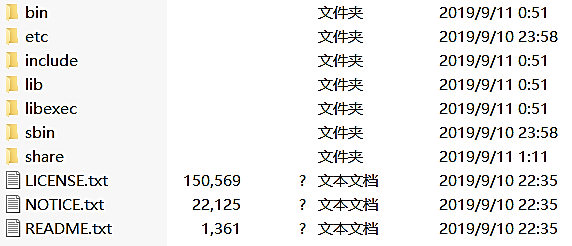 bin 文件夹 2019/9/11 0:51
etc 文件夹 2019/9/10 23:58
include 文件夹 2019/9/11 0:51
lib 文件夹 2019/9/11 0:51
libexec 文件夹 2019/9/11 0:51
sbin 文件夹 2019/9/10 23:58
share 文件夹 2019/9/11 1:11
LICENSE.txt 150,569 ? 文本文档 2019/9/10 22:35
NOTICE.txt 22,125 ? 文本文档 2019/9/10 22:35
README.txt 1,361 ? 文本文档 2019/9/10 22:35